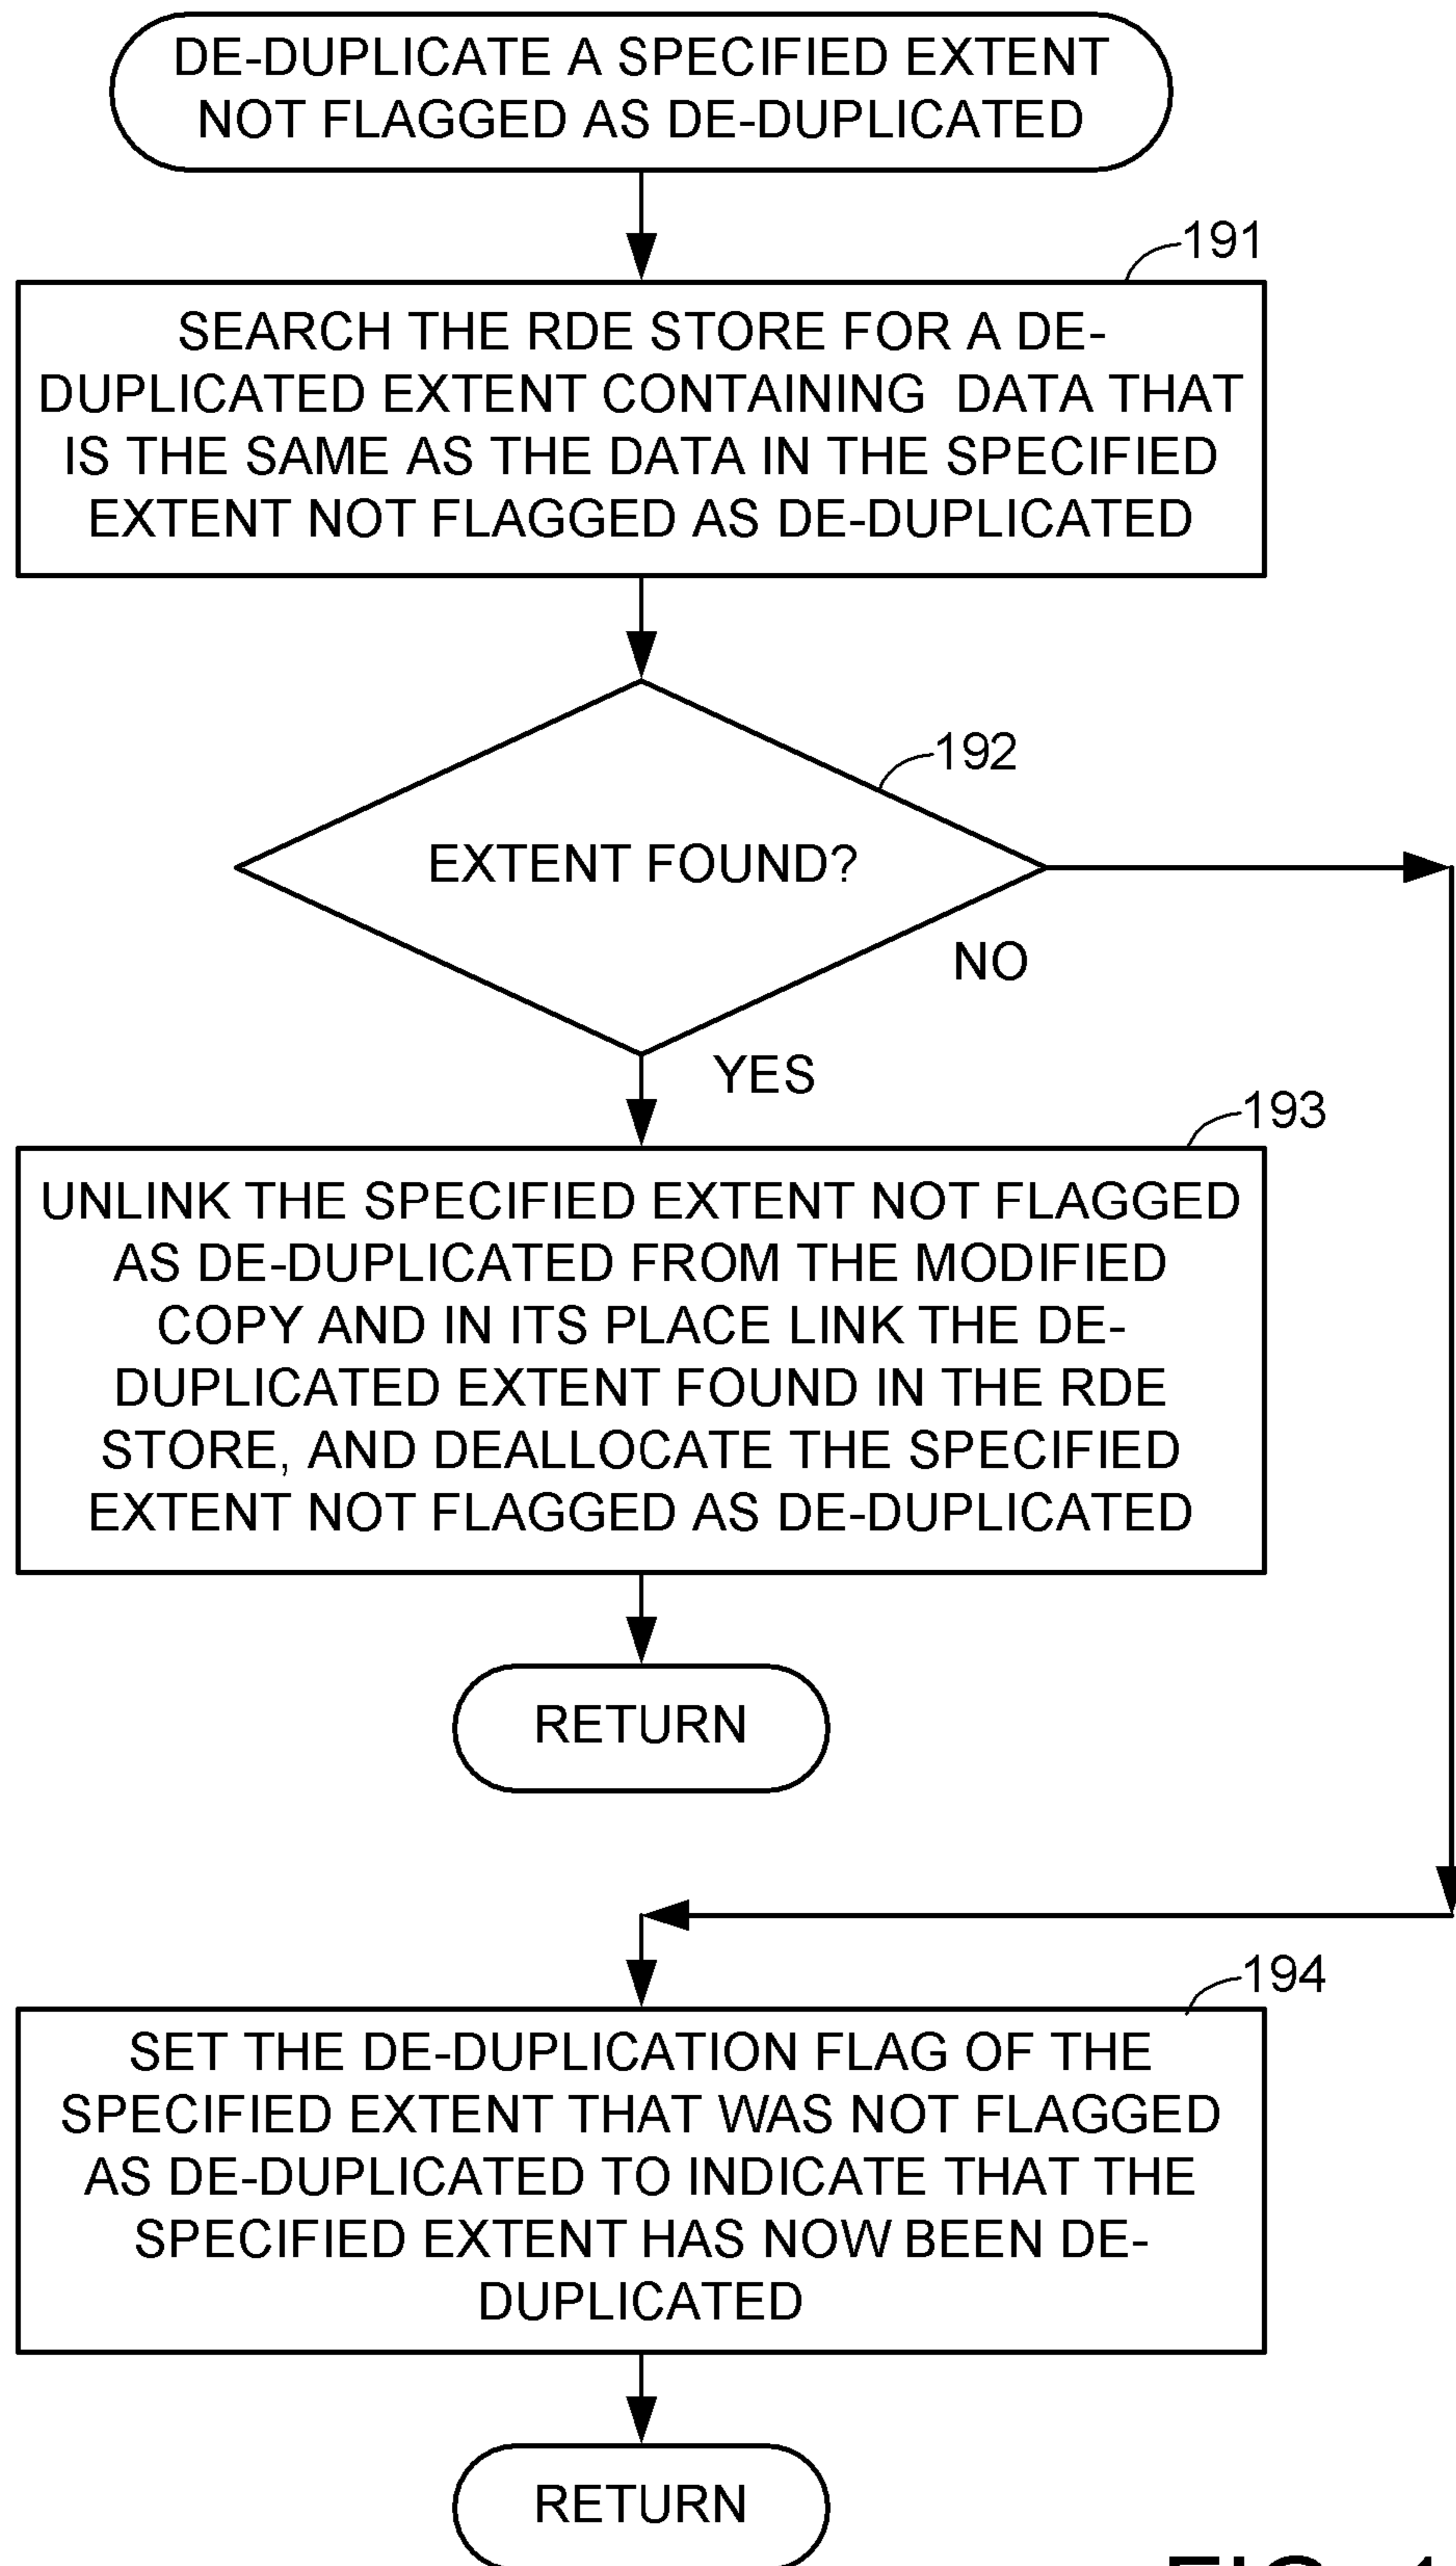 DE-DUPLICATE A SPECIFIED EXTENT
NOT FLAGGED AS DE-DUPLICATED
191
SEARCH THE RDE STORE FOR A DE-
DUPLICATED EXTENT CONTAINING DATA THAT
IS THE SAME AS THE DATA IN THE SPECIFIED
EXTENT NOT FLAGGED AS DE-DUPLICATED
192
EXTENT FOUND?
NO
YES
193
UNLINK THE SPECIFIED EXTENT NOT FLAGGED
AS DE-DUPLICATED FROM THE MODIFIED
COPY AND IN ITS PLACE LINK THE DE-
DUPLICATED EXTENT FOUND IN THE RDE
STORE, AND DEALLOCATE THE SPECIFIED
EXTENT NOT FLAGGED AS DE-DUPLICATED
RETURN
194
SET THE DE-DUPLICATION FLAG OF THE
SPECIFIED EXTENT THAT WAS NOT FLAGGED
AS DE-DUPLICATED TO INDICATE THAT THE
SPECIFIED EXTENT HAS NOW BEEN DE-
DUPLICATED
RETURN